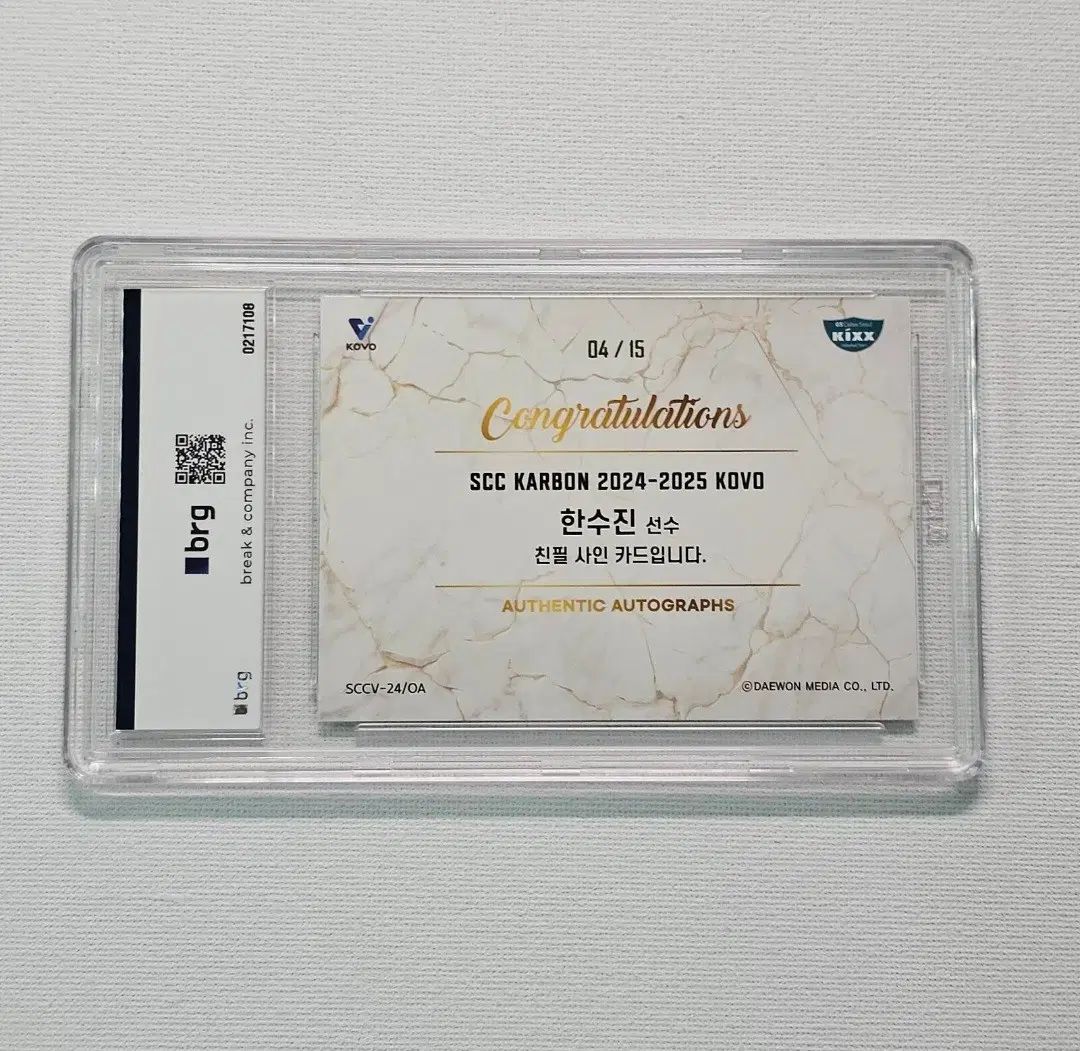 0217108
break & company inc.
brg
brg
KOVO
04 / 15
KIXX
Congratulations
SCC KARBON 2024-2025 KOVO
한수진 선수
친필 사인 카드입니다.
AUTHENTIC AUTOGRAPHS
SCCV-24/OA
©DAEWON MEDIA CO., LTD.